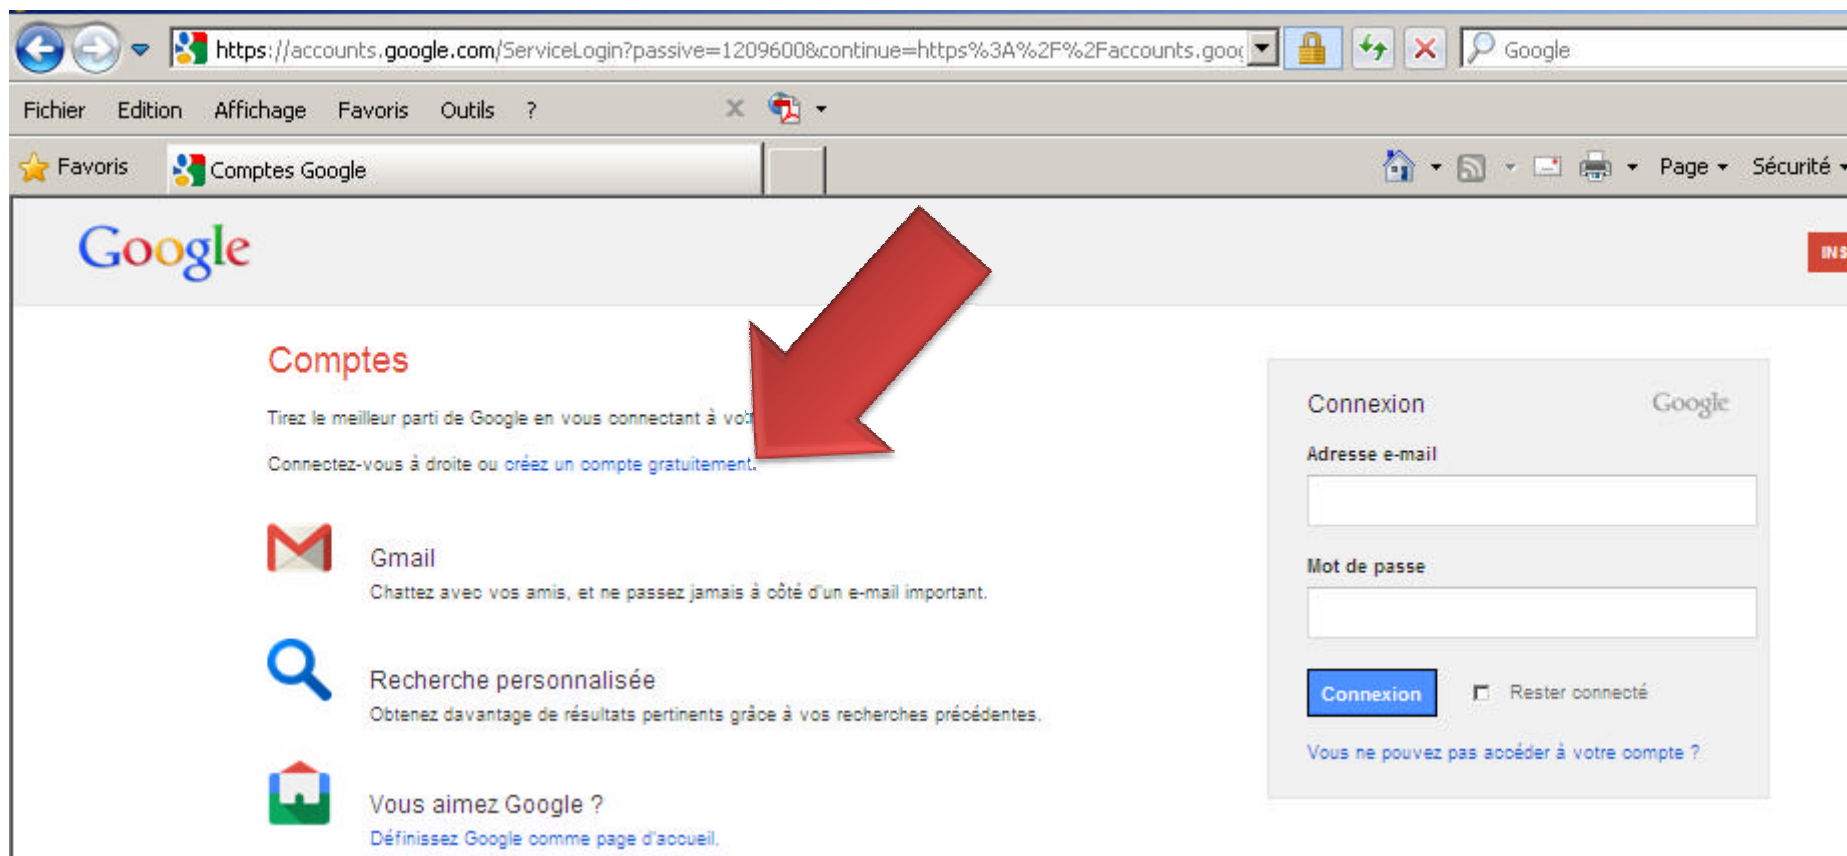 https://accounts.google.com/ServiceLogin?passive=1209600&continue=https%3A%2F%2Faccounts.goog
Google
Fichier Edition Affichage Favoris Outils ?
Favoris
Comptes Google
Page Sécurité
Google
INS
Comptes
Tirez le meilleur parti de Google en vous connectant à
Connectez-vous à droite ou créez un compte gratuitement.
Gmail
Chattez avec vos amis, et ne passez jamais à côté d'un e-mail important.
Recherche personnalisée
Obtenez davantage de résultats pertinents grâce à vos recherches précédentes.
Vous aimez Google ?
Définissez Google comme page d'accueil.
Connexion Google
Adresse e-mail
Mot de passe
Connexion Rester connecté
Vous ne pouvez pas accéder à votre compte ?